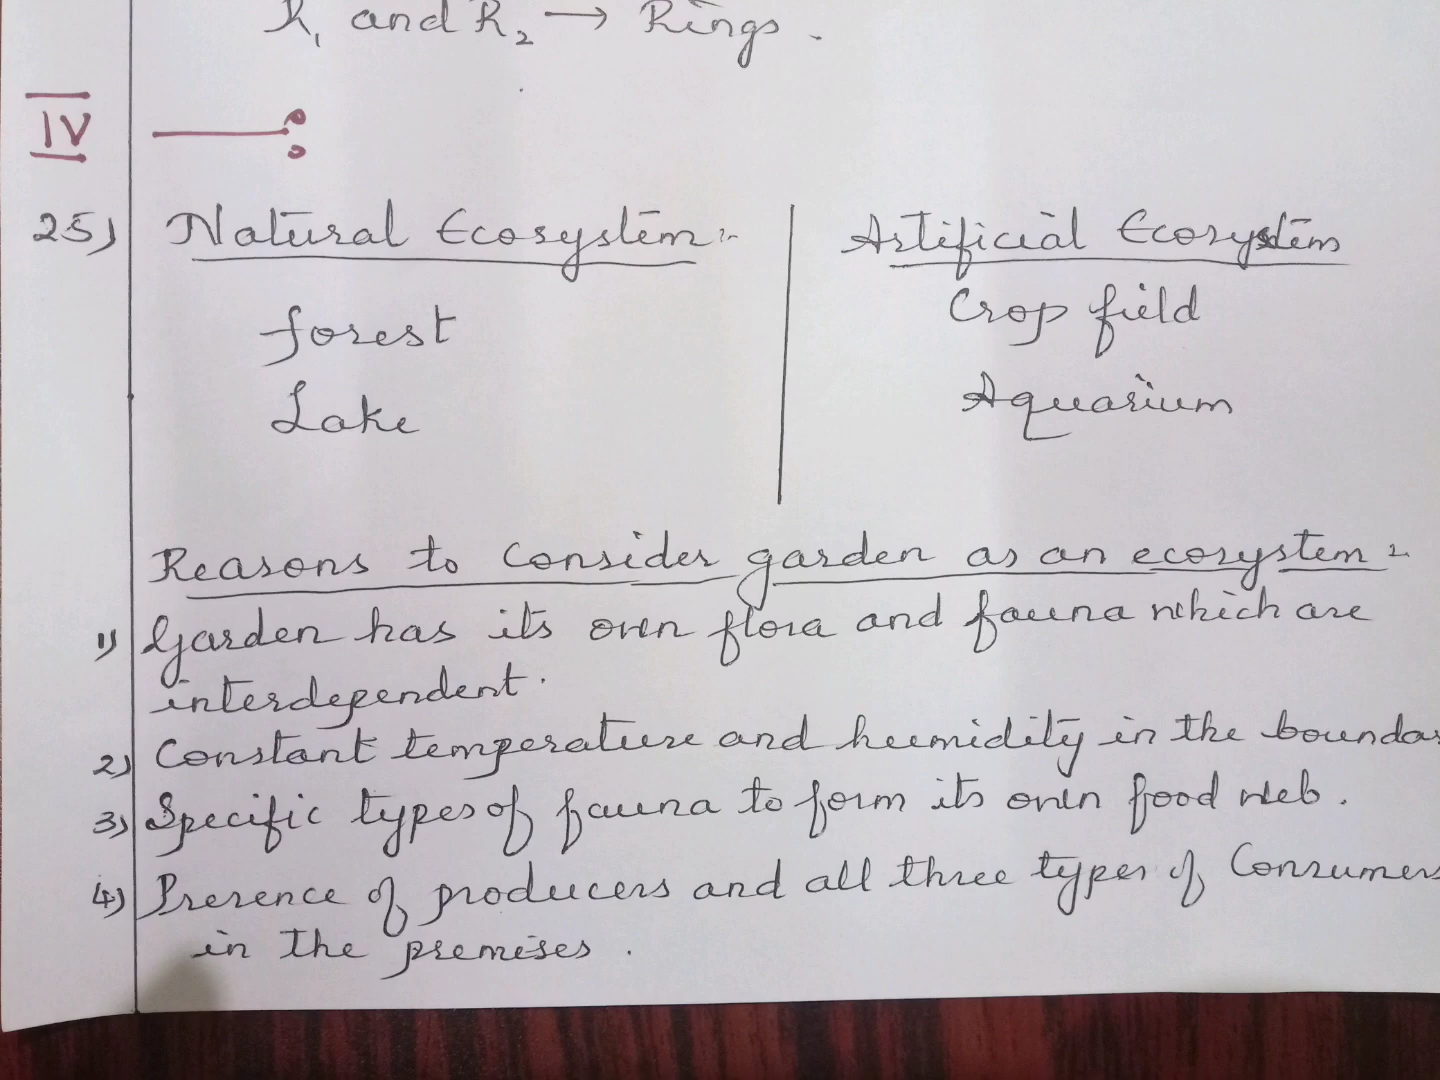 R₁ and R₂ → Rings.
IV
25) Natural Ecosystem:- Artificial Ecosystem
forest Crop field
Lake Aquarium
Reasons to consider garden as an ecosystem:-
1) Garden has its own flora and fauna which are
interdependent.
2) Constant temperature and humidity in the
3) Specific types of fauna to form its own food web.
4) Presence of producers and all three types of Consumers
in the premises.